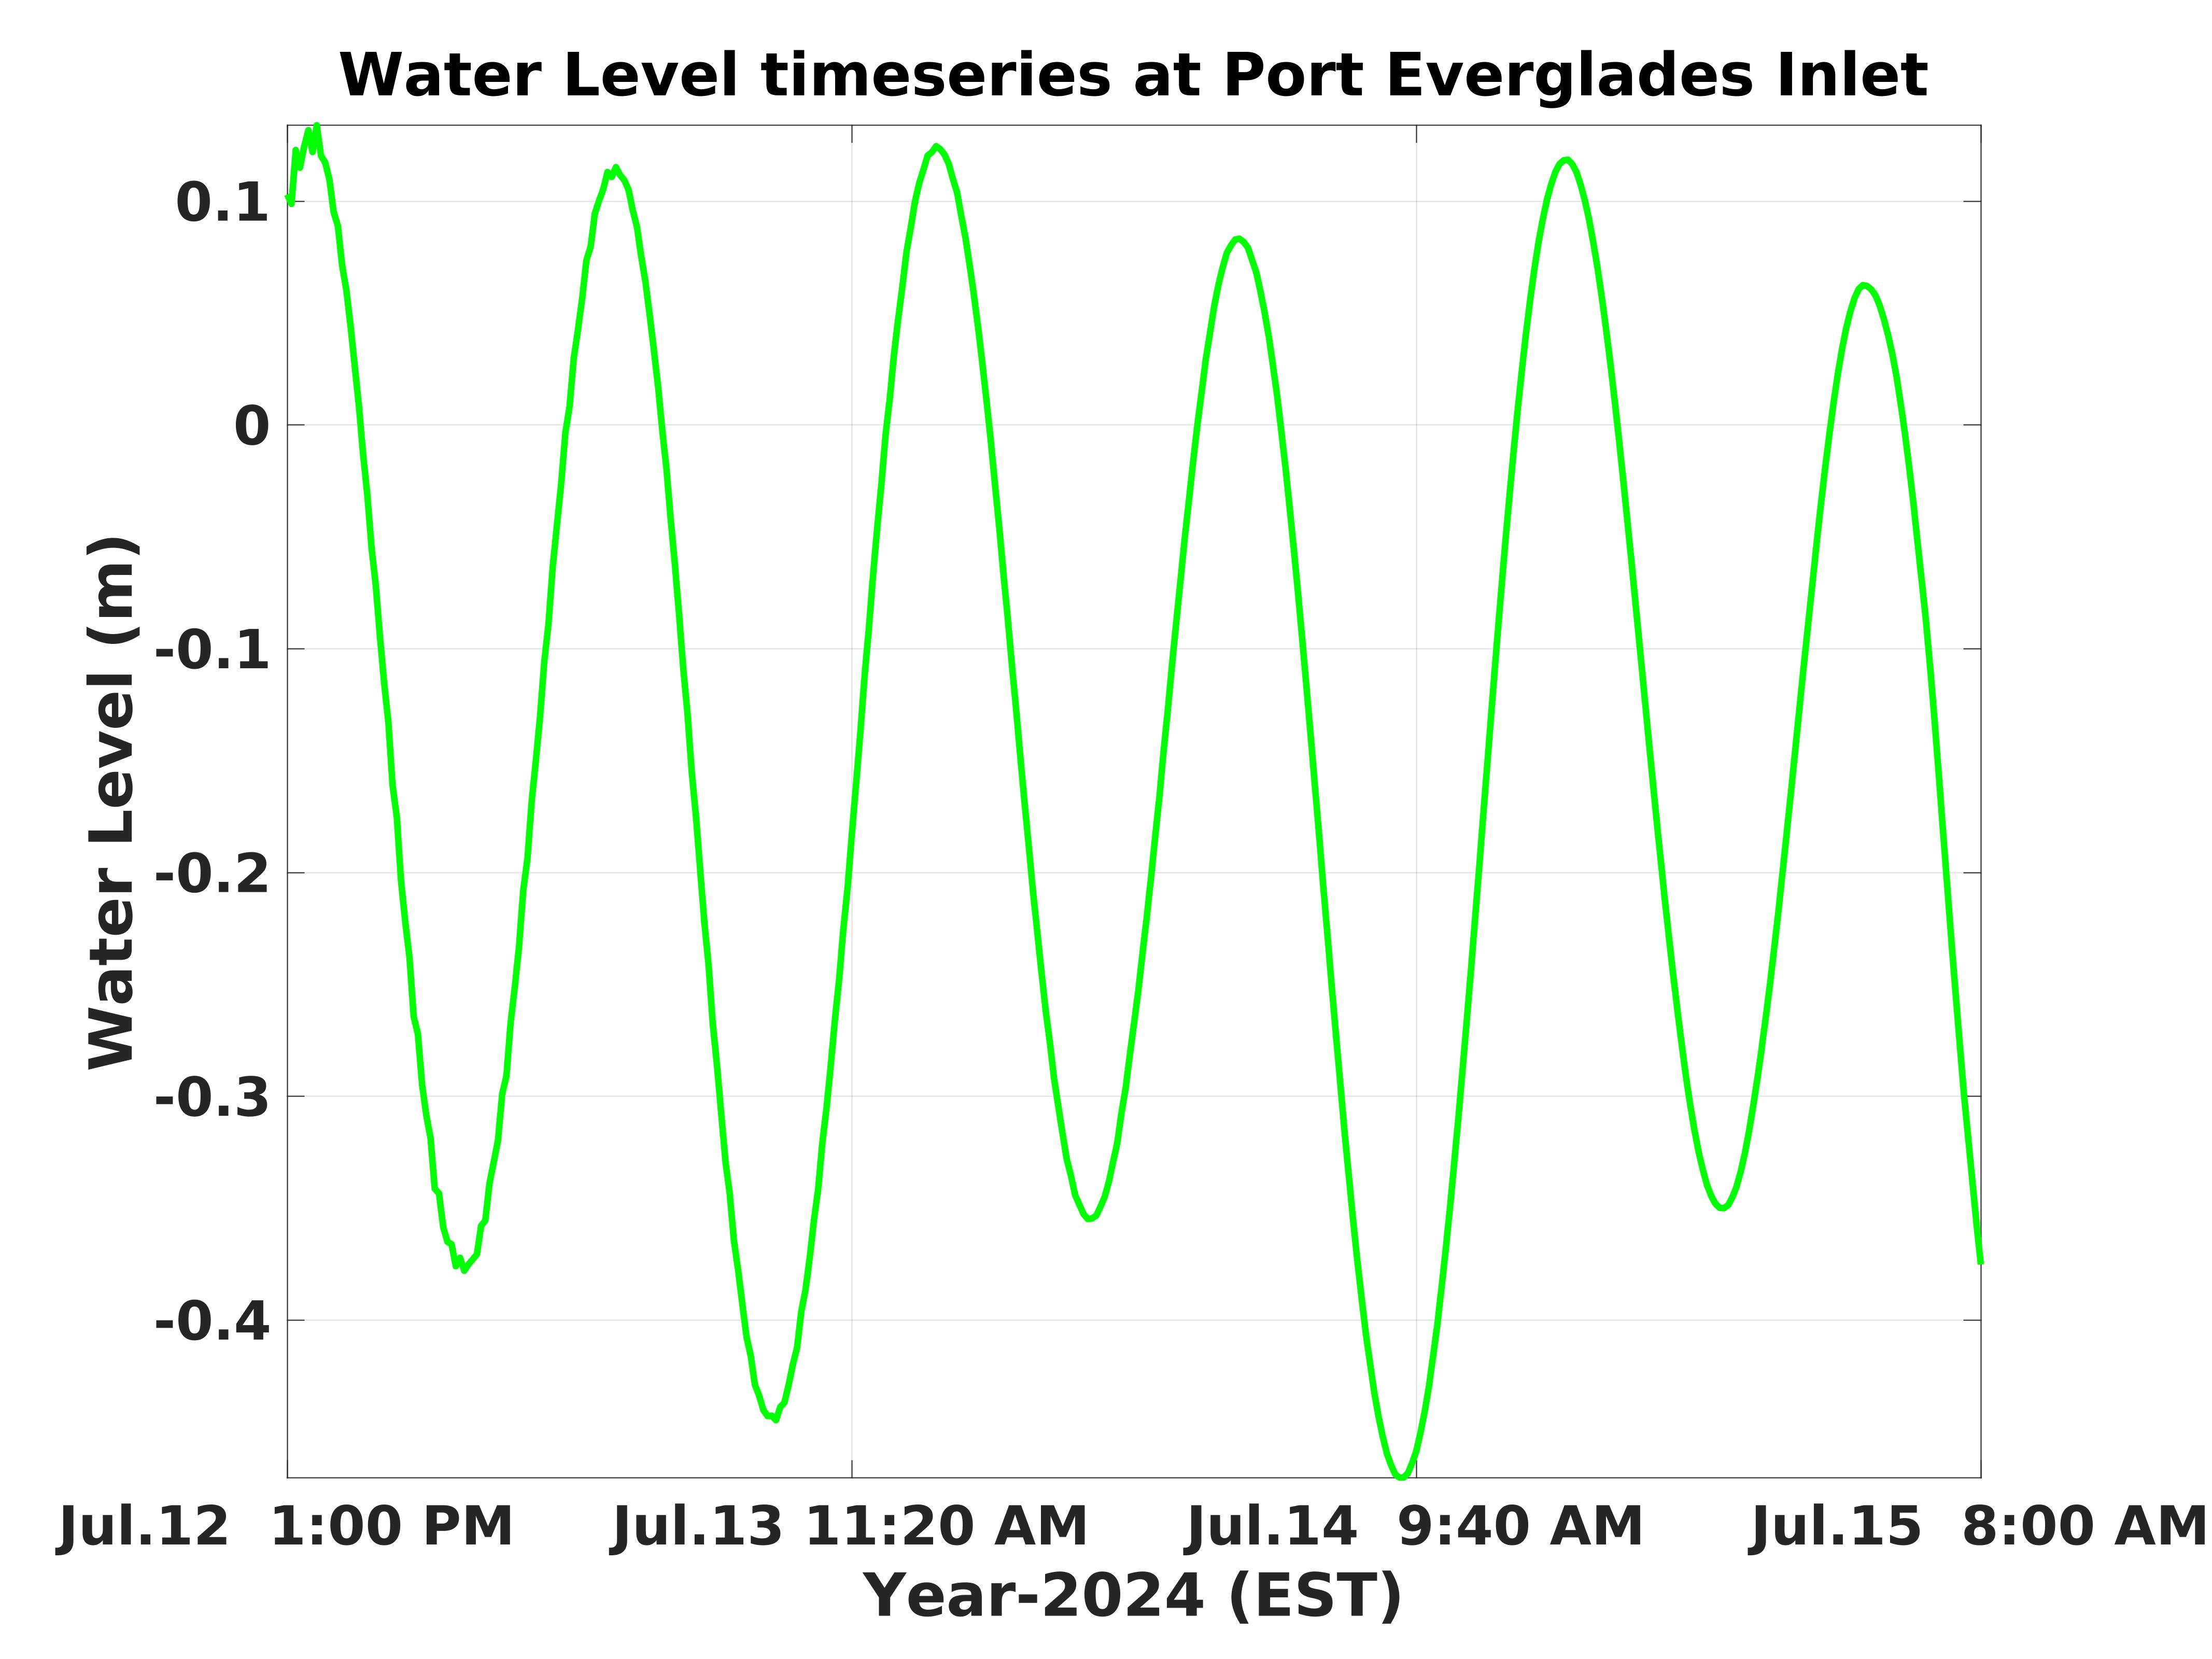 Water Level timeseries at Port Everglades Inlet
0.1
0
-0.1
-0.2
-0.3
-0.4
Water Level (m)
Jul.12 1:00 PM Jul.13 11:20 AM Jul.14 9:40 AM Jul.15 8:00 AM
Year-2024 (EST)